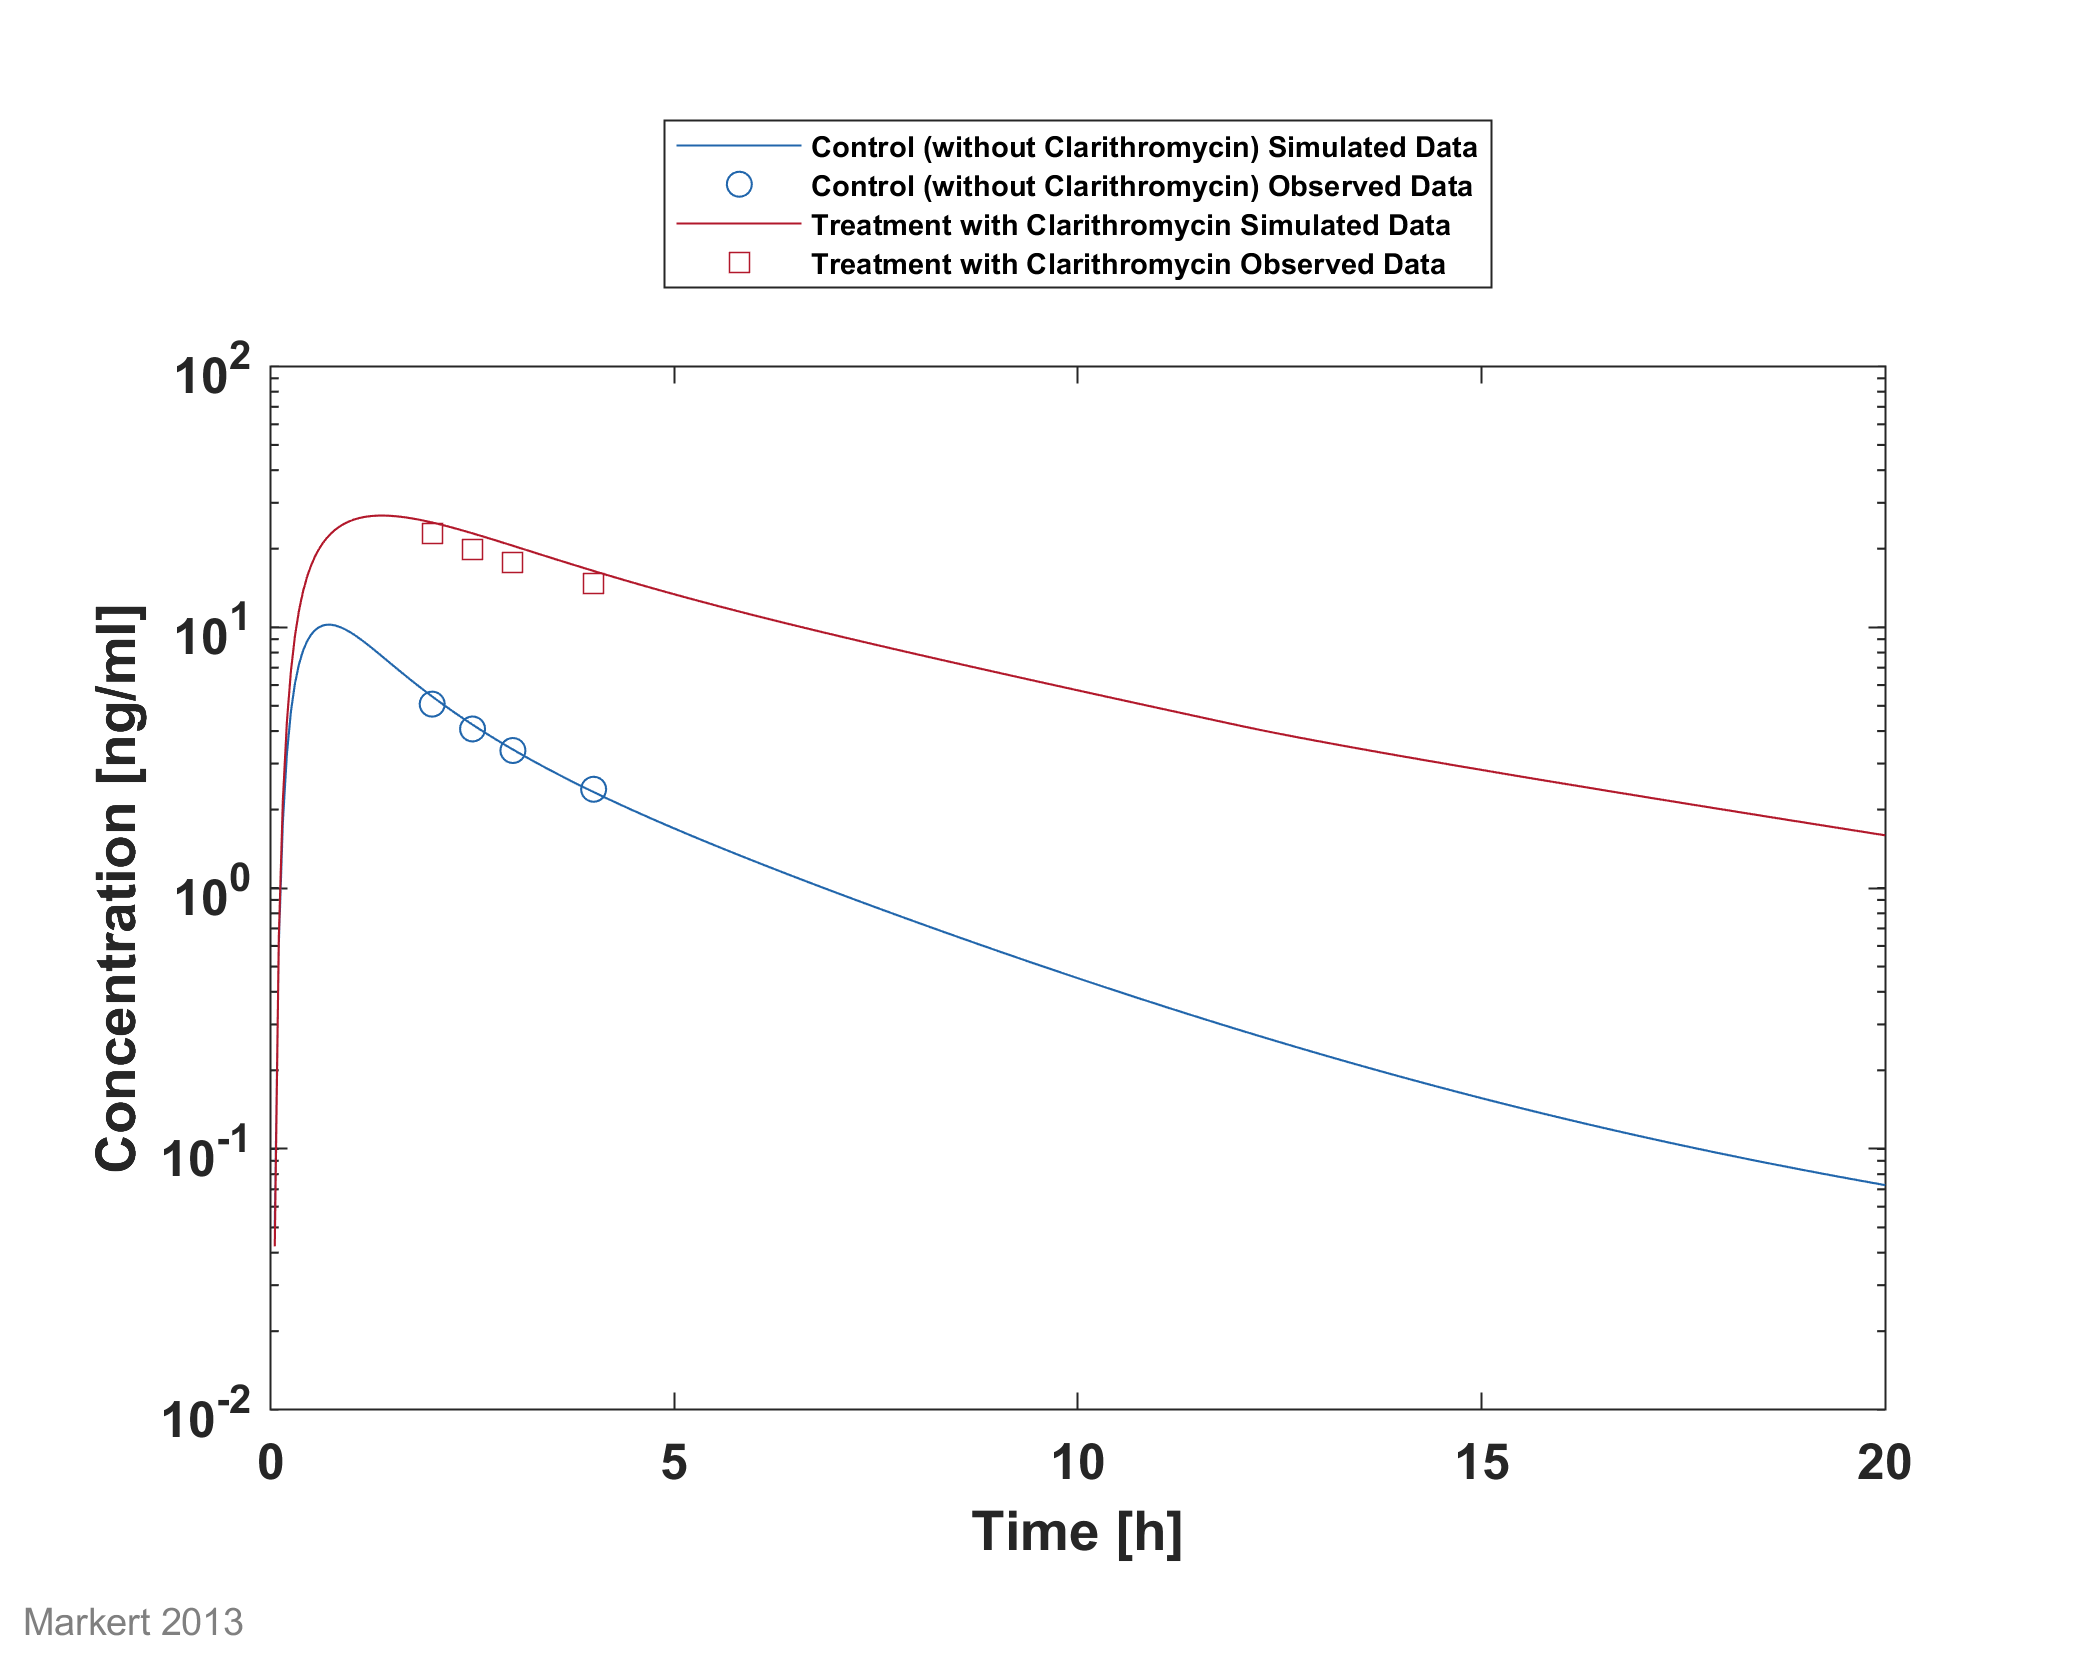 Control (without Clarithromycin) Simulated Data
Control (without Clarithromycin) Observed Data
Treatment with Clarithromycin Simulated Data
Treatment with Clarithromycin Observed Data
10^2
10^1
10^0
10^-1
10^-2
Concentration [ng/ml]
0 5 10 15 20
Time [h]
Markert 2013